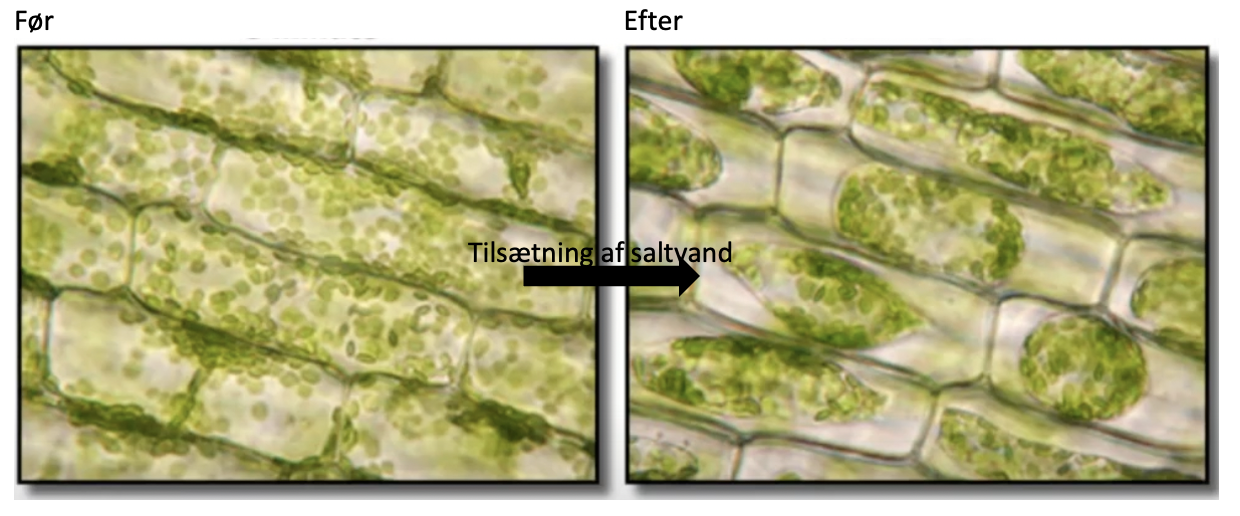 Før
Efter
Tilsætning af saltvand